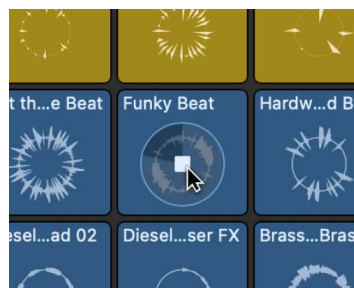 t th...e Beat
Funky Beat
Hardw...d B
esel...ad 02
Diesel...ser FX
Brass...Bras